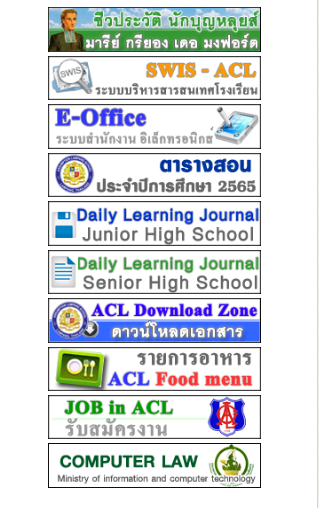 ชีวประวัติ นักบุญหลุยส์
มารีย์ กรียอง เดอ มงฟอร์ต
SWIS
SWIS - ACL
ระบบบริหารสารสนเทศโรงเรียน
E-Office
ระบบสำนักงาน อิเล็กทรอนิกส์
ตารางสอน
ประจำปีการศึกษา 2565
Daily Learning Journal
Junior High School
Daily Learning Journal
Senior High School
ACL Download Zone
ดาวน์โหลดเอกสาร
รายการอาหาร
ACL Food menu
JOB in ACL
รับสมัครงาน
COMPUTER LAW
Ministry of information and computer technology